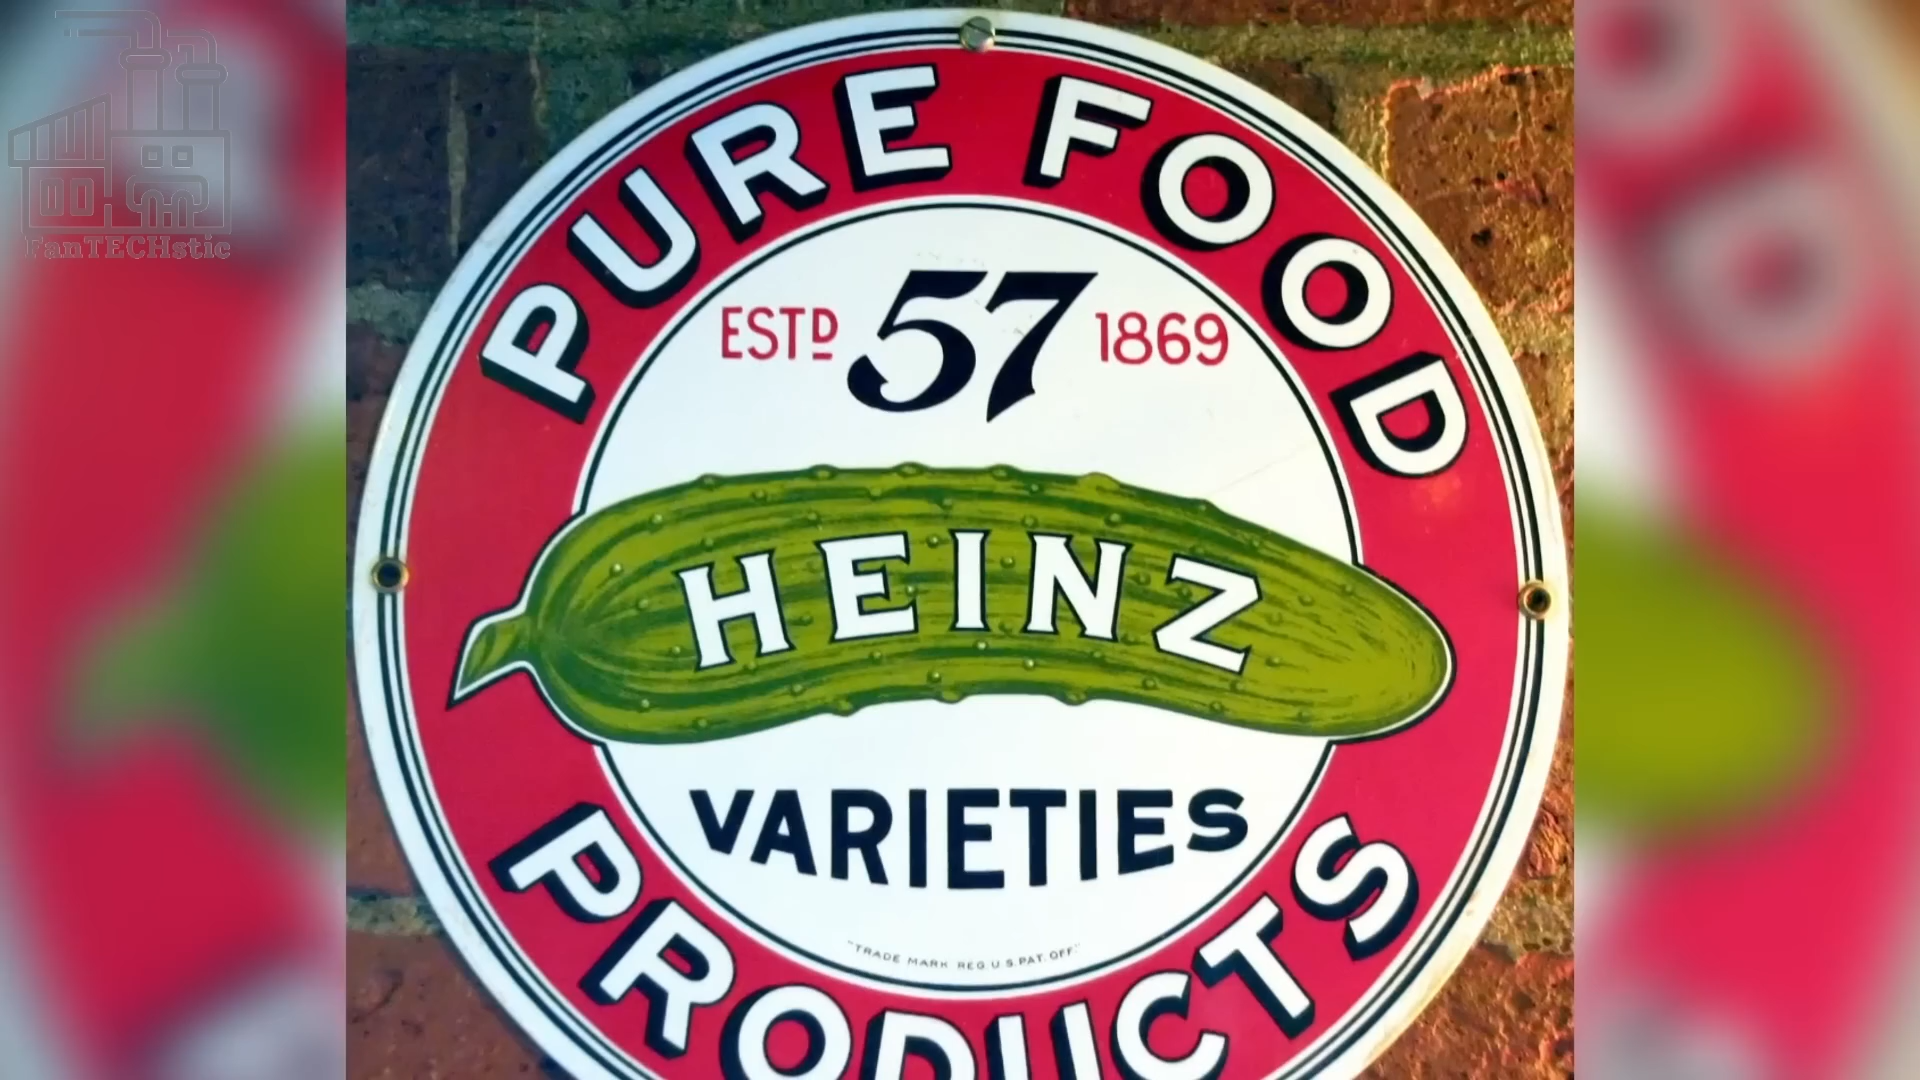 FanTECHstic
PURE FOOD
ESTD 57 1869
HEINZ
VARIETIES
"TRADE MARK REG. U.S. PAT. OFF."
PRODUCTS